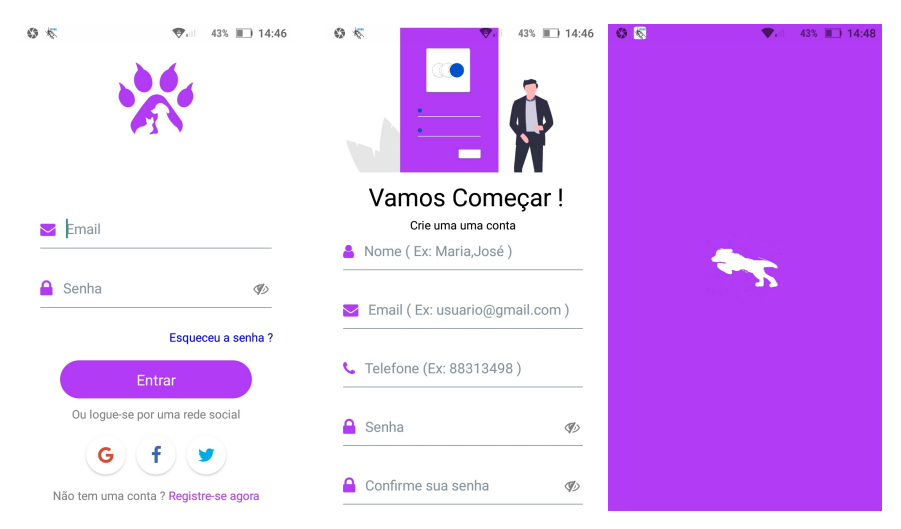 43% 14:46
Email
Senha
Esqueceu a senha ?
Entrar
Ou logue-se por uma rede social
G f
Não tem uma conta ? Registre-se agora
43% 14:46
Vamos Começar !
Crie uma uma conta
Nome ( Ex: Maria,José )
Email ( Ex: usuario@gmail.com )
Telefone (Ex: 88313498 )
Senha
Confirme sua senha
43% 14:48